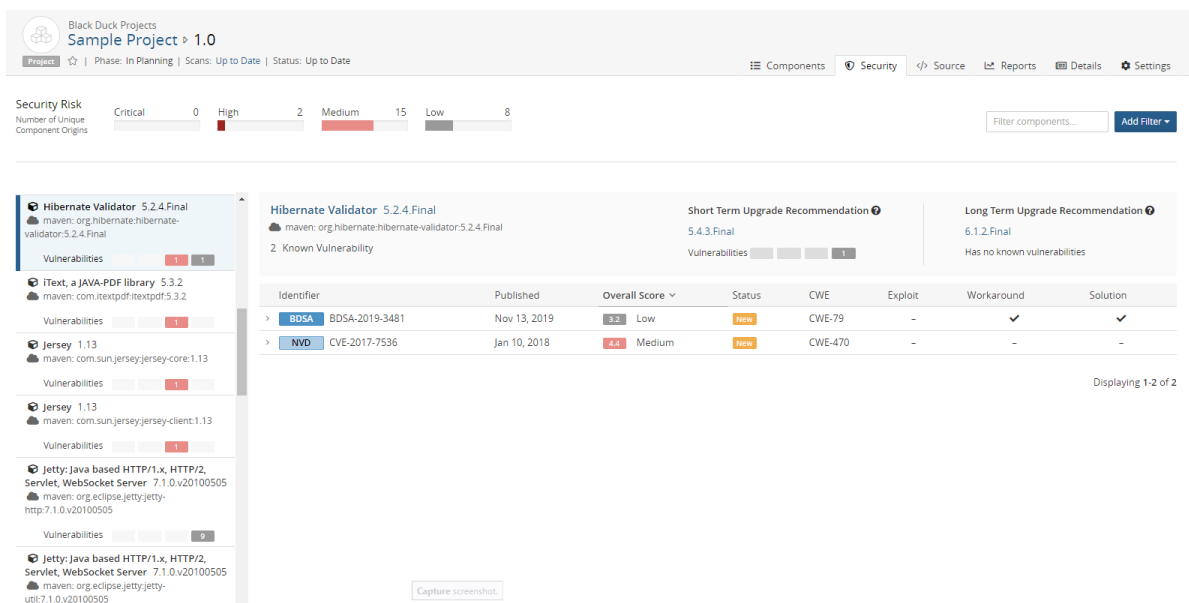 Black Duck Projects
Sample Project 1.0
Project | Phase: In Planning | Scans: Up to Date | Status: Up to Date
Components Security Source Reports Details Settings
Security Risk
Number of Unique
Component Origins
Critical 0 High 2 Medium 15 Low 8
Filter components... Add Filter
Hibernate Validator 5.2.4.Final
maven: org.hibernate:hibernate-
validator:5.2.4.Final
Vulnerabilities 1 1
iText, a JAVA-PDF library 5.3.2
maven: com.itextpdf:itextpdf:5.3.2
Vulnerabilities 1
Jersey 1.13
maven: com.sun.jersey:jersey-core:1.13
Vulnerabilities 1
Jersey 1.13
maven: com.sun.jersey:jersey-client:1.13
Vulnerabilities 1
Jetty: Java based HTTP/1.x, HTTP/2,
Servlet, WebSocket Server 7.1.0.v20100505
maven: org.eclipse.jetty:jetty-
http:7.1.0.v20100505
Vulnerabilities 9
Jetty: Java based HTTP/1.x, HTTP/2,
Servlet, WebSocket Server 7.1.0.v20100505
maven: org.eclipse.jetty:jetty-
util:7.1.0.v20100505
Hibernate Validator 5.2.4.Final
maven: org.hibernate:hibernate-validator:5.2.4.Final
2 Known Vulnerability
Short Term Upgrade Recommendation
5.4.3.Final
Vulnerabilities 1
Long Term Upgrade Recommendation
6.1.2.Final
Has no known vulnerabilities
Identifier Published Overall Score Status CWE Exploit Workaround Solution
BDSA BDSA-2019-3481 Nov 13, 2019 3.2 Low New CWE-79 –
NVD CVE-2017-7536 Jan 10, 2018 4.4 Medium New CWE-470 – – –
Displaying 1-2 of 2
Capture screenshot.